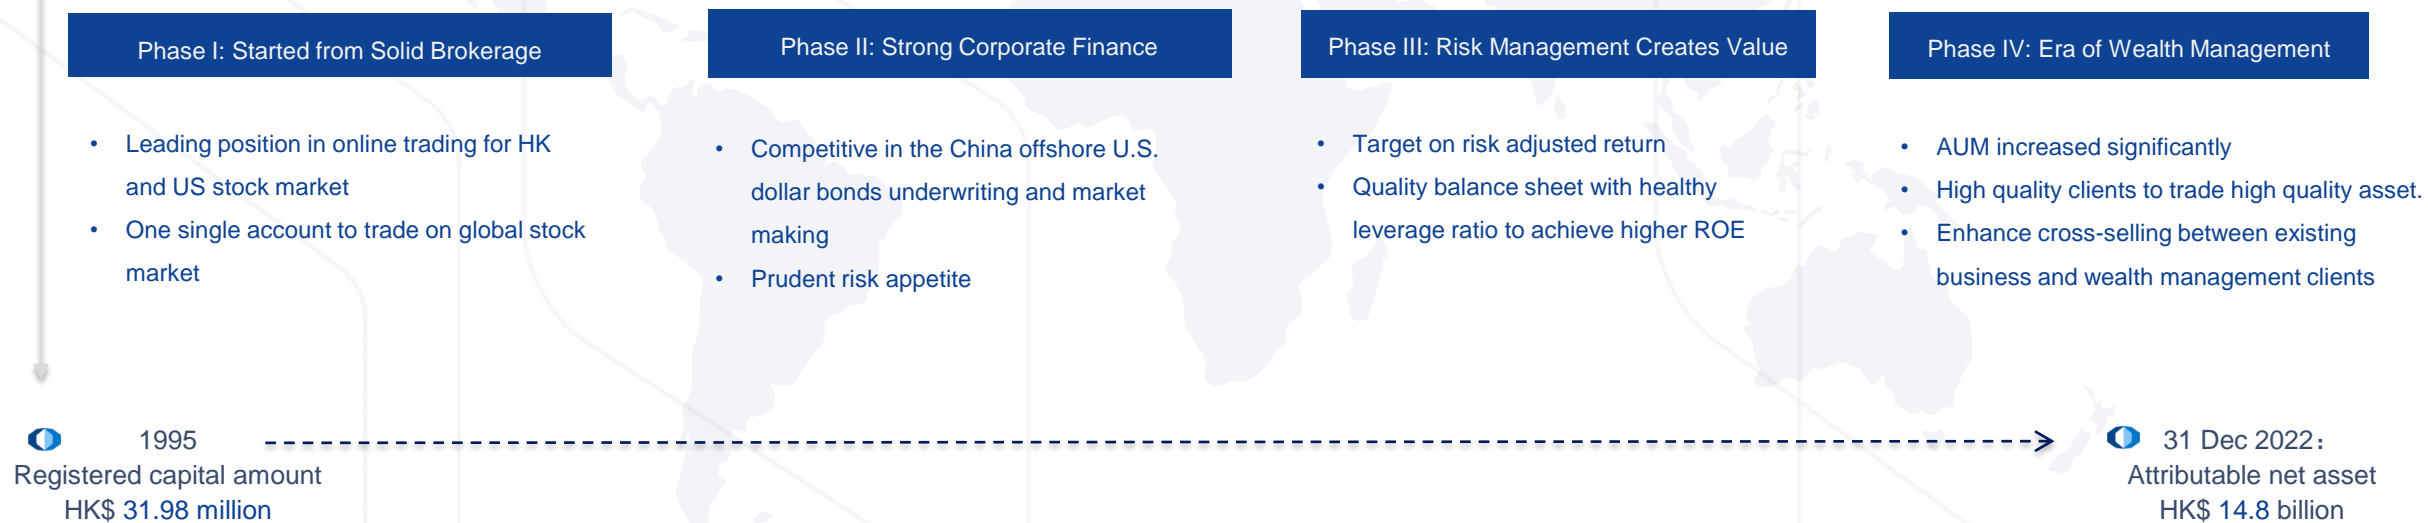 Phase I: Started from Solid Brokerage
• Leading position in online trading for HK
and US stock market
• One single account to trade on global stock
market
Phase II: Strong Corporate Finance
• Competitive in the China offshore U.S.
dollar bonds underwriting and market
making
• Prudent risk appetite
Phase III: Risk Management Creates Value
• Target on risk adjusted return
• Quality balance sheet with healthy
leverage ratio to achieve higher ROE
Phase IV: Era of Wealth Management
• AUM increased significantly
• High quality clients to trade high quality asset.
• Enhance cross-selling between existing
business and wealth management clients
1995
Registered capital amount
HK$ 31.98 million
31 Dec 2022：
Attributable net asset
HK$ 14.8 billion